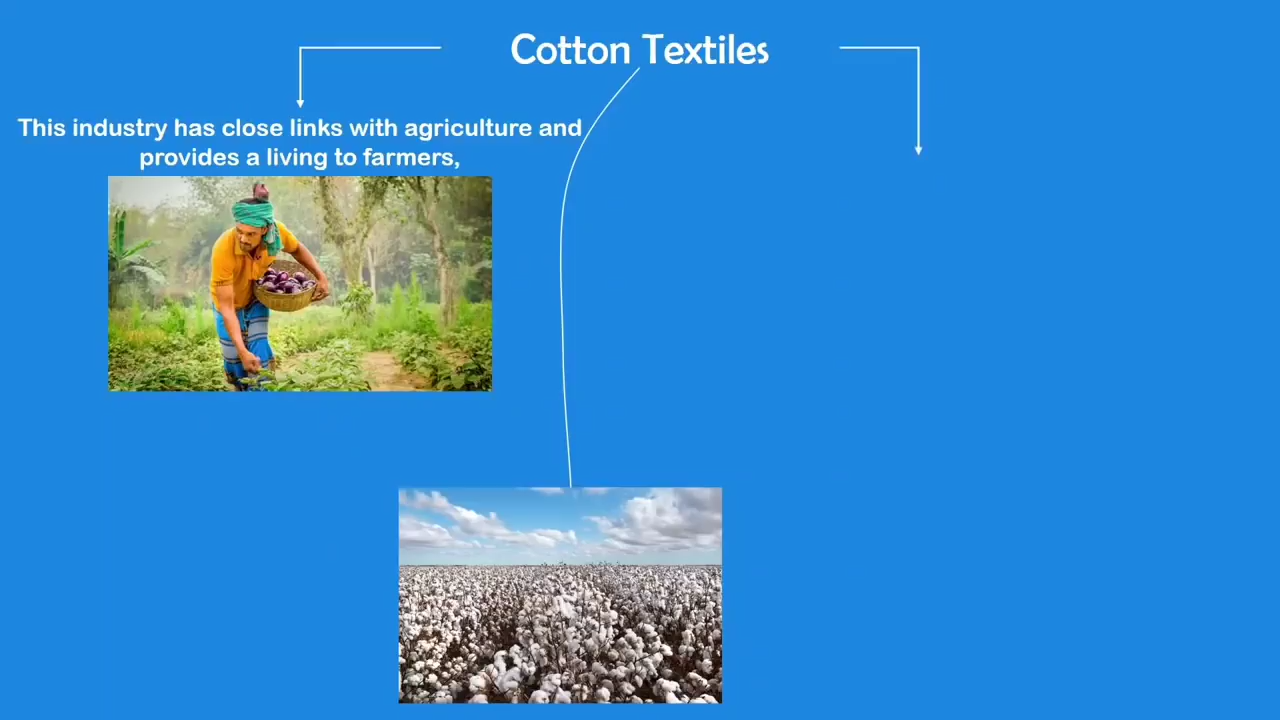 Cotton Textiles
This industry has close links with agriculture and
provides a living to farmers,